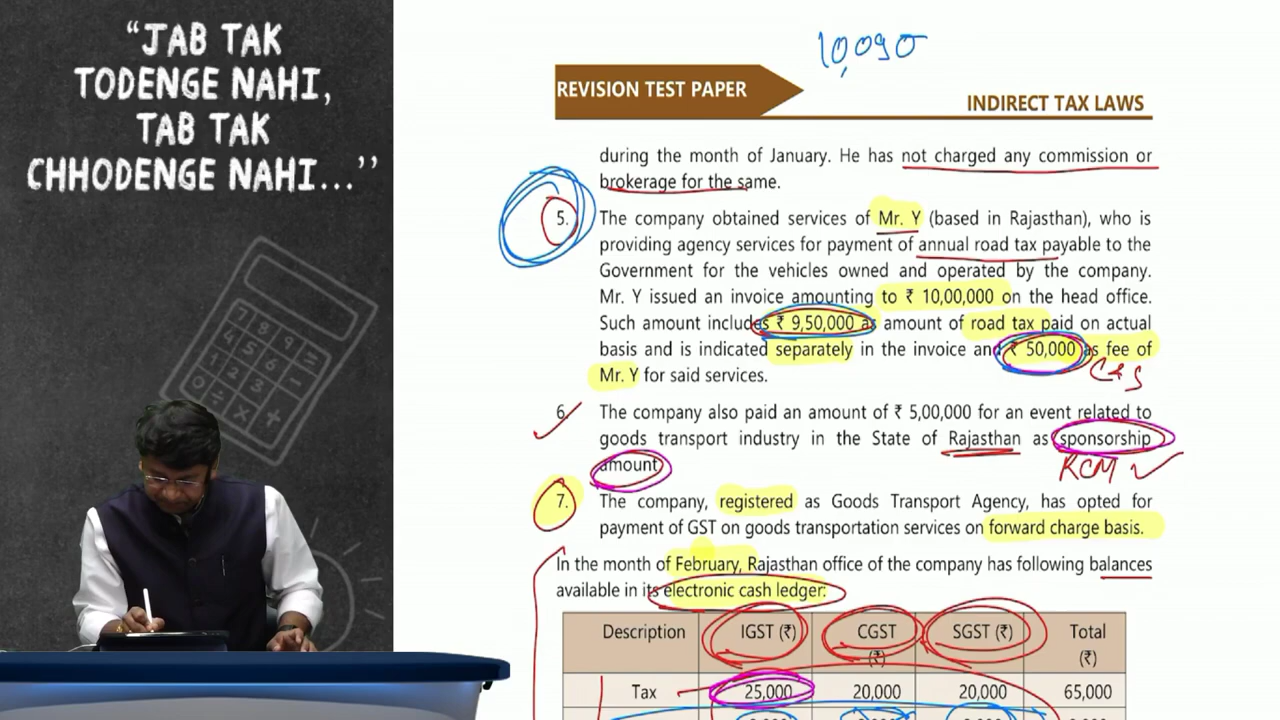 “JAB TAK
TODENGE NAHI,
TAB TAK
CHHODENGE NAHI...’’
10,090
REVISION TEST PAPER
INDIRECT TAX LAWS
during the month of January. He has not charged any commission or
brokerage for the same.
5. The company obtained services of Mr. Y (based in Rajasthan), who is
providing agency services for payment of annual road tax payable to the
Government for the vehicles owned and operated by the company.
Mr. Y issued an invoice amounting to ₹ 10,00,000 on the head office.
Such amount includes ₹ 9,50,000 as amount of road tax paid on actual
basis and is indicated separately in the invoice and ₹ 50,000 as fee of
Mr. Y for said services.
C+S
6. The company also paid an amount of ₹ 5,00,000 for an event related to
goods transport industry in the State of Rajasthan as sponsorship
amount.
RCM
7. The company, registered as Goods Transport Agency, has opted for
payment of GST on goods transportation services on forward charge basis.
In the month of February, Rajasthan office of the company has following balances
available in its electronic cash ledger:
Description IGST (₹) CGST (₹) SGST (₹) Total (₹)
Tax 25,000 20,000 20,000 65,000